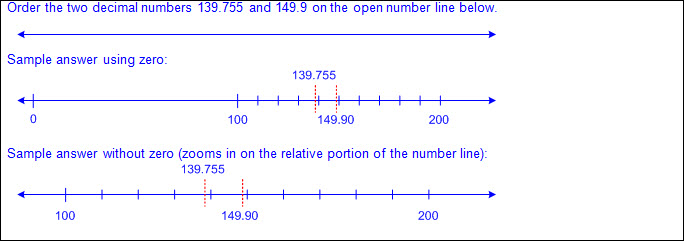 Order the two decimal numbers 139.755 and 149.9 on the open number line below.
Sample answer using zero:
139.755
0 100 149.90 200
Sample answer without zero (zooms in on the relative portion of the number line):
139.755
100 149.90 200